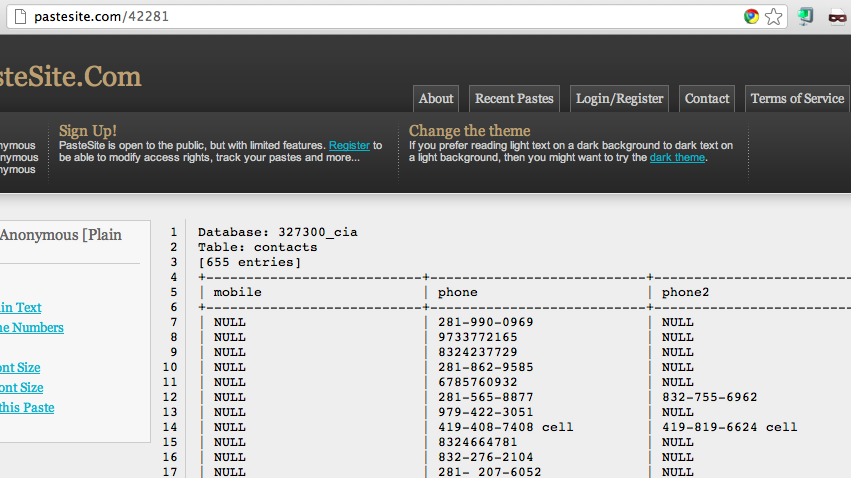 pastesite.com/42281
steSite.Com
About Recent Pastes Login/Register Contact Terms of Service
nymous
nymous
nymous
Sign Up!
PasteSite is open to the public, but with limited features. Register to
be able to modify access rights, track your pastes and more...
Change the theme
If you prefer reading light text on a dark background to dark text on
a light background, then you might want to try the dark theme.
Anonymous [Plain
in Text
ne Numbers
ont Size
ont Size
this Paste
1 Database: 327300_cia
2 Table: contacts
3 [655 entries]
4 +---------------------------+---------------------------+-------------------------
5 | mobile | phone | phone2
6 +---------------------------+---------------------------+-------------------------
7 | NULL | 281-990-0969 | NULL
8 | NULL | 9733772165 | NULL
9 | NULL | 8324237729 | NULL
10 | NULL | 281-862-9585 | NULL
11 | NULL | 6785760932 | NULL
12 | NULL | 281-565-8877 | 832-755-6962
13 | NULL | 979-422-3051 | NULL
14 | NULL | 419-408-7408 cell | 419-819-6624 cell
15 | NULL | 8324664781 | NULL
16 | NULL | 832-276-2104 | NULL
17 | NULL | 281- 207-6052 | NULL